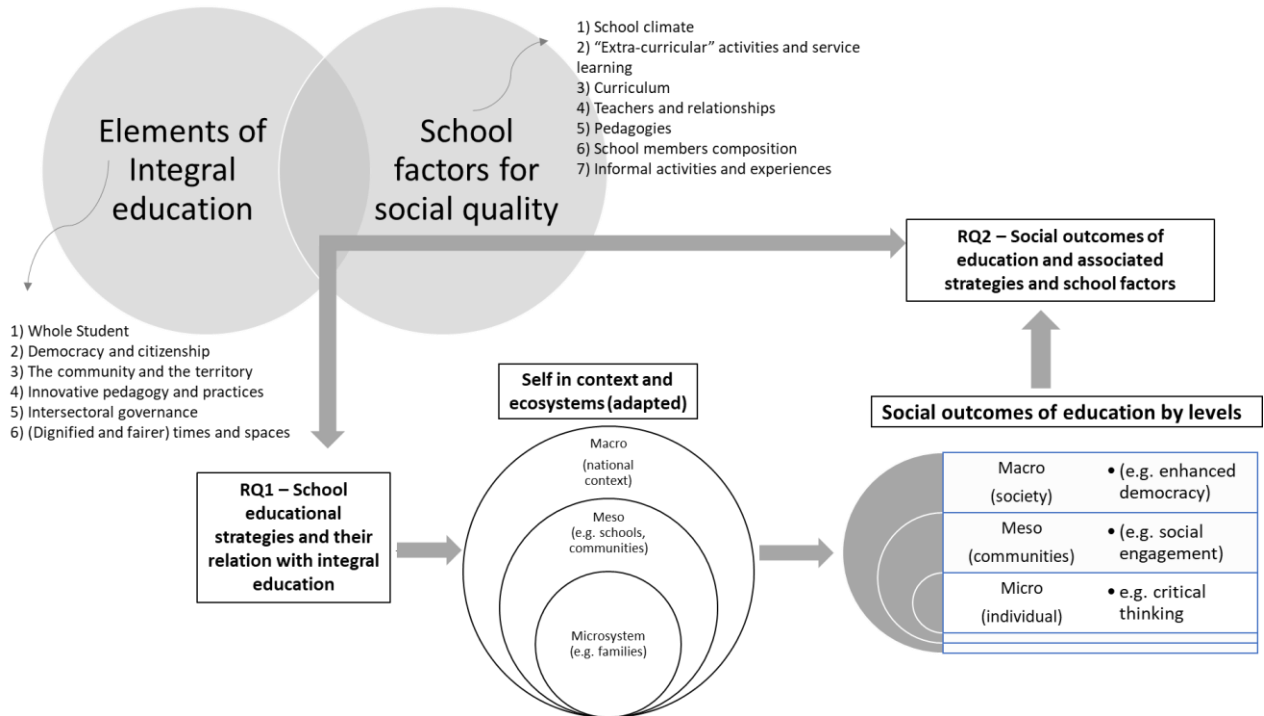 Elements of
Integral
education
School
factors for
social quality
1) School climate
2) “Extra-curricular” activities and service
learning
3) Curriculum
4) Teachers and relationships
5) Pedagogies
6) School members composition
7) Informal activities and experiences
1) Whole Student
2) Democracy and citizenship
3) The community and the territory
4) Innovative pedagogy and practices
5) Intersectoral governance
6) (Dignified and fairer) times and spaces
RQ2 – Social outcomes of
education and associated
strategies and school factors
RQ1 – School
educational
strategies and their
relation with integral
education
Self in context and
ecosystems (adapted)
Macro
(national
context)
Meso
(e.g. schools,
communities)
Microsystem
(e.g. families)
Social outcomes of education by levels
Macro
(society)
• (e.g. enhanced
democracy)
Meso
(communities)
• (e.g. social
engagement)
Micro
(individual)
• e.g. critical
thinking